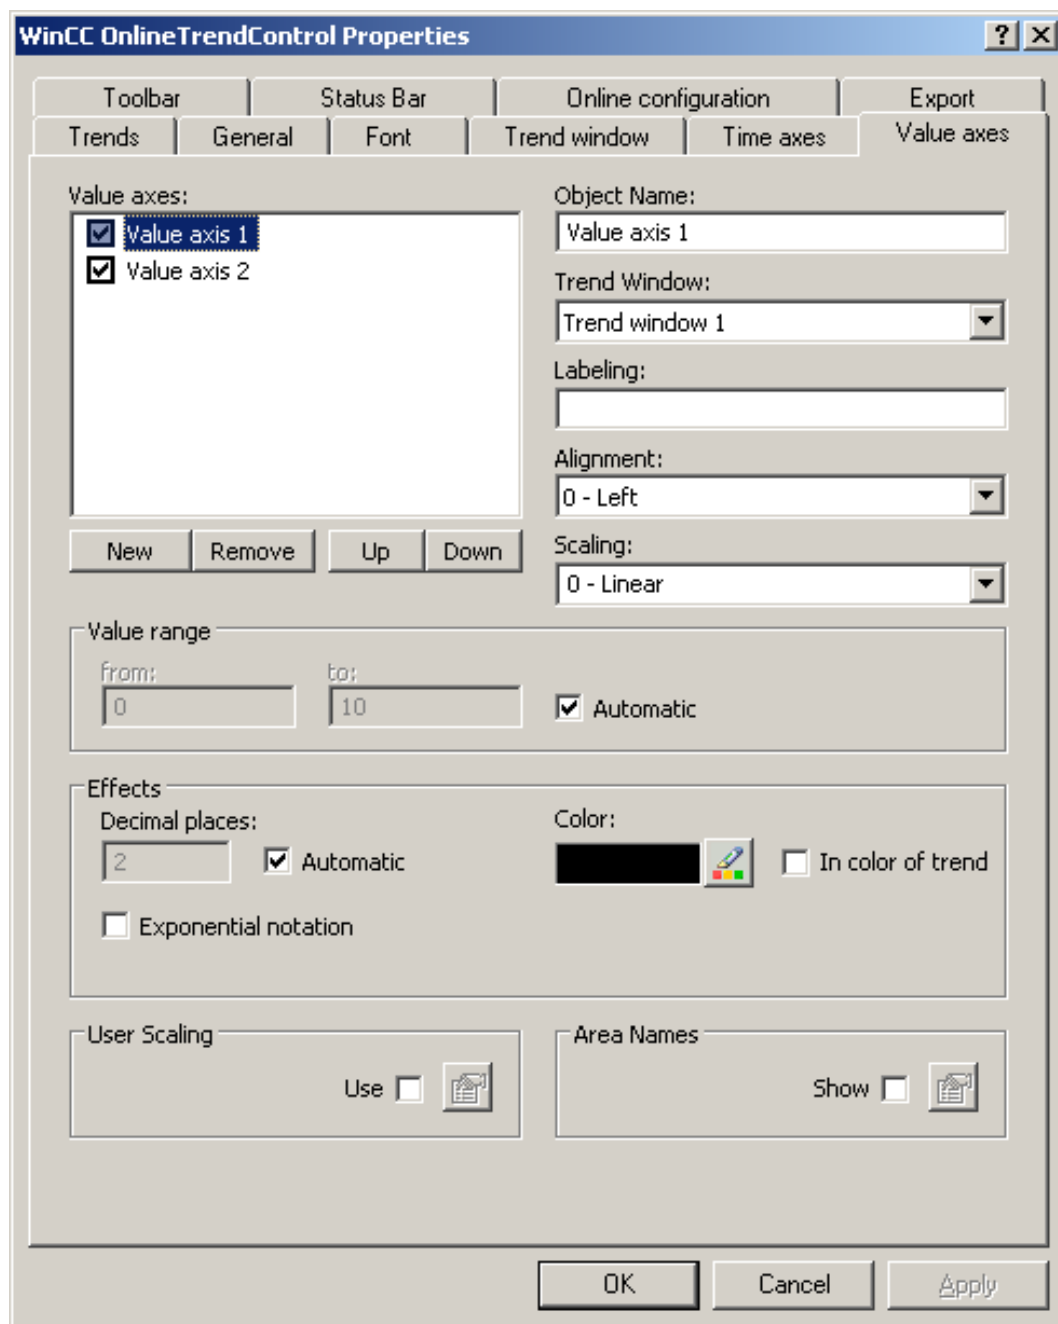 WinCC OnlineTrendControl Properties
Toolbar Status Bar Online configuration Export
Trends General Font Trend window Time axes Value axes
Value axes:
Value axis 1
Value axis 2
New Remove Up Down
Object Name:
Value axis 1
Trend Window:
Trend window 1
Labeling:
Alignment:
0 - Left
Scaling:
0 - Linear
Value range
from: to:
0 10 Automatic
Effects
Decimal places: Color:
2 Automatic In color of trend
Exponential notation
User Scaling Area Names
Use Show
OK Cancel Apply